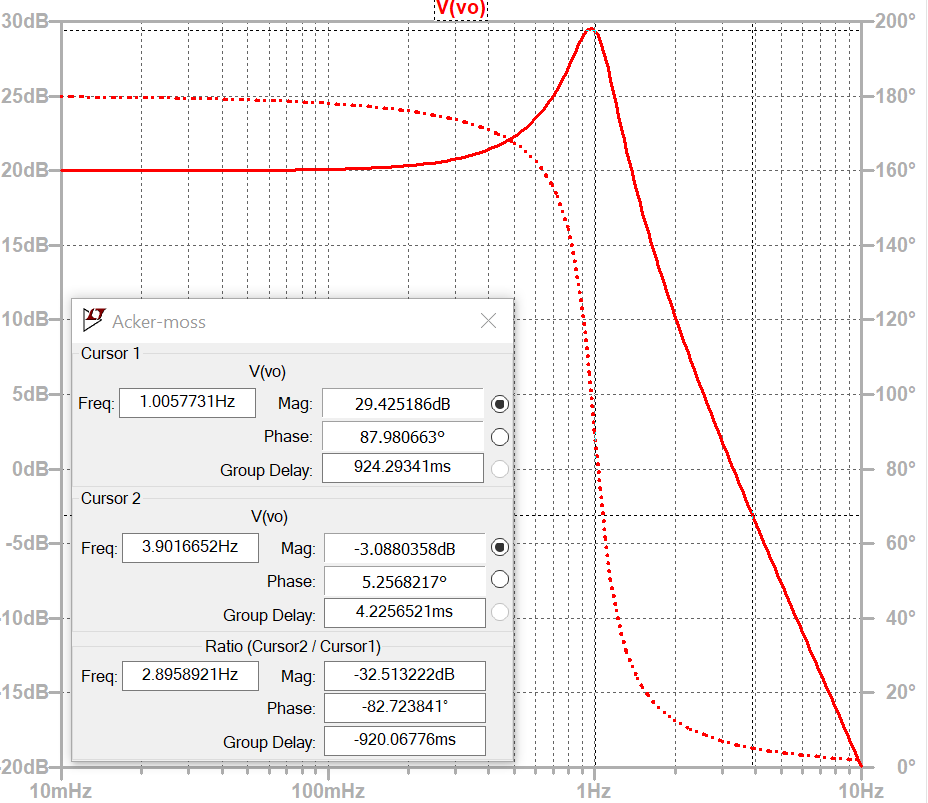 V(vo)
30dB 200°
25dB 180°
20dB 160°
15dB 140°
10dB 120°
5dB 100°
0dB 80°
-5dB 60°
-10dB 40°
-15dB 20°
-20dB 0°
10mHz 100mHz 1Hz 10Hz
Acker-moss
Cursor 1
V(vo)
Freq: 1.0057731Hz Mag: 29.425186dB
Phase: 87.980663°
Group Delay: 924.29341ms
Cursor 2
V(vo)
Freq: 3.9016652Hz Mag: -3.0880358dB
Phase: 5.2568217°
Group Delay: 4.2256521ms
Ratio (Cursor2 / Cursor1)
Freq: 2.8958921Hz Mag: -32.513222dB
Phase: -82.723841°
Group Delay: -920.06776ms